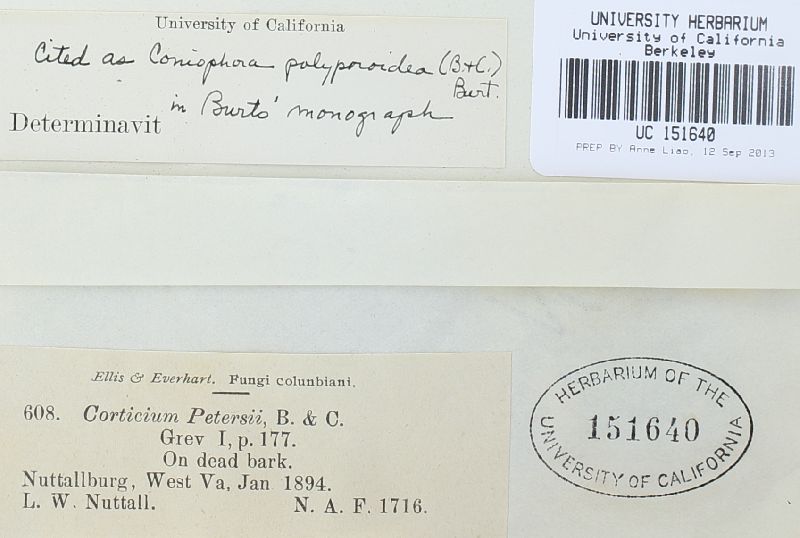 University of California
Cited as Coniophora polyporoidea (B.+C.)
Burt.
in Burts' monograph
Determinavit
UNIVERSITY HERBARIUM
University of California
Berkeley
UC 151640
PREP BY Anne Liao, 12 Sep 2013
Ellis & Everhart. Fungi colunbiani.
608. Corticium Petersii, B. & C.
Grev I, p. 177.
On dead bark.
Nuttallburg, West Va, Jan 1894.
L. W. Nuttall. N. A. F. 1716.
HERBARIUM OF THE
151640
UNIVERSITY OF CALIFORNIA